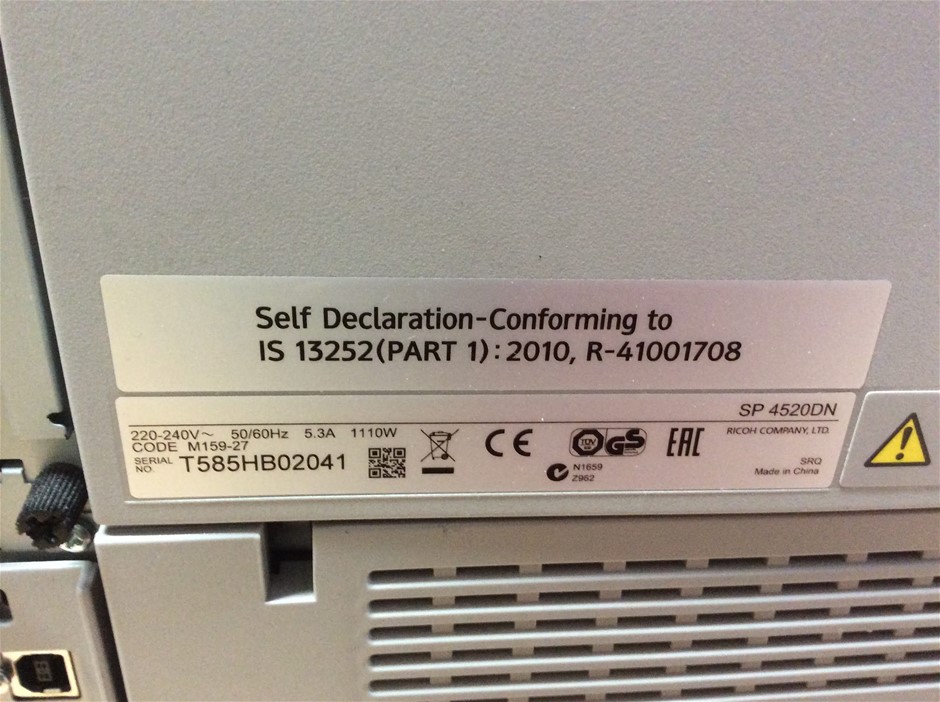 Self Declaration-Conforming to
IS 13252(PART 1):2010, R-41001708
SP 4520DN
220-240V~ 50/60Hz 5.3A 1110W
CODE M159-27
SERIAL NO. T585HB02041
CE
TÜV GS
EAC
RICOH COMPANY, LTD.
N1659
Z962
SRQ
Made in China